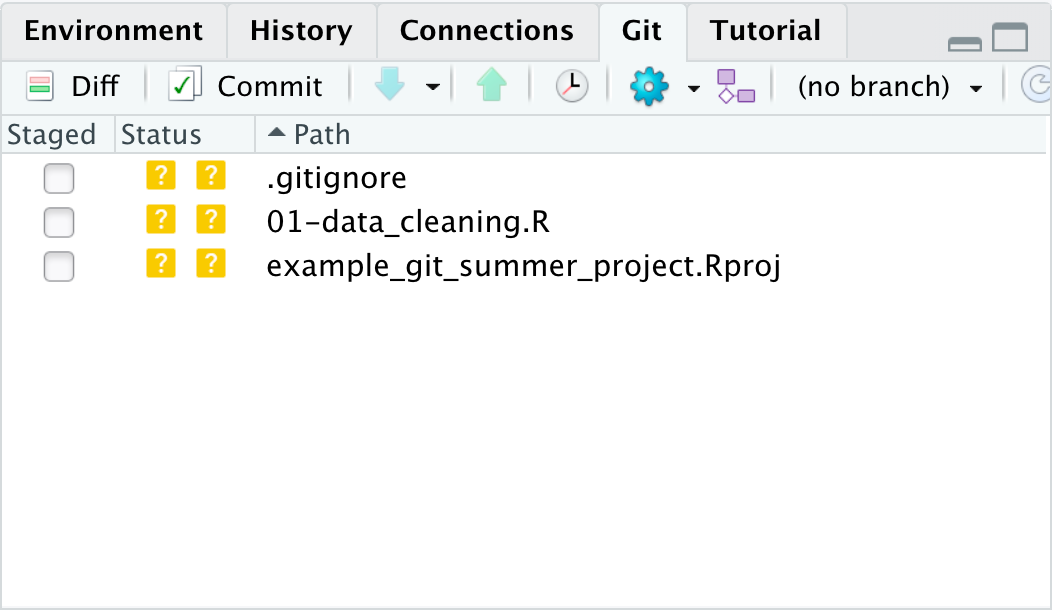 Environment History Connections Git Tutorial
Diff Commit (no branch)
Staged Status Path
? ? .gitignore
? ? 01-data_cleaning.R
? ? example_git_summer_project.Rproj